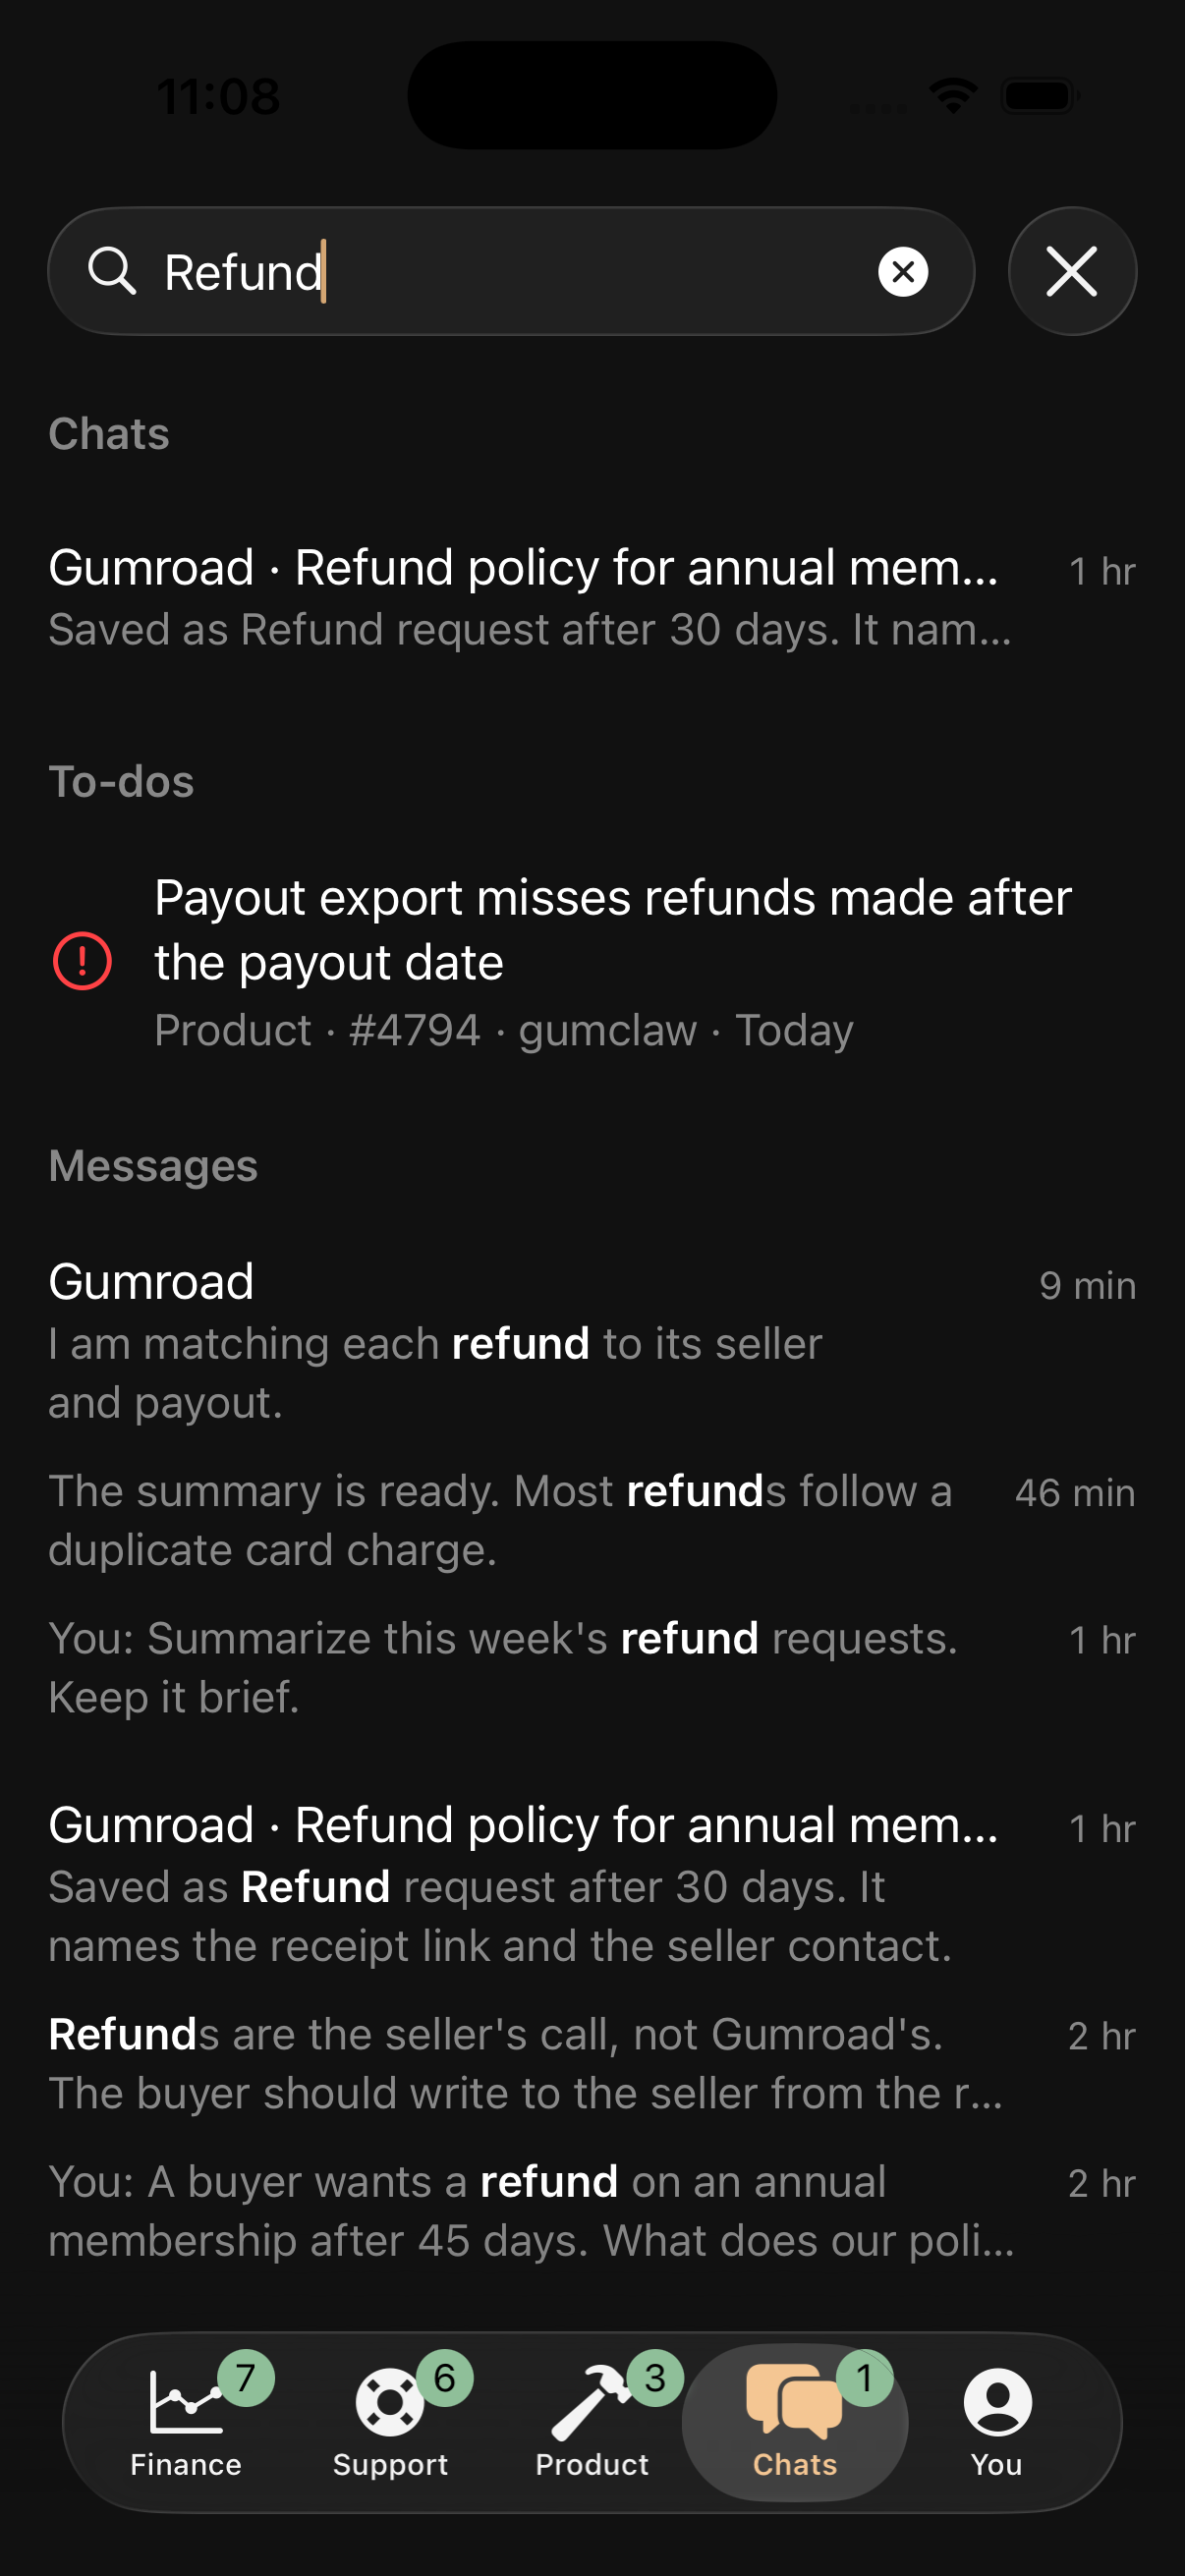 11:08
Refund
Chats
Gumroad · Refund policy for annual mem...
1 hr
Saved as Refund request after 30 days. It nam...
To-dos
Payout export misses refunds made after
the payout date
Product · #4794 · gumclaw · Today
Messages
Gumroad
9 min
I am matching each refund to its seller
and payout.
The summary is ready. Most refunds follow a
46 min
duplicate card charge.
You: Summarize this week's refund requests.
1 hr
Keep it brief.
Gumroad · Refund policy for annual mem...
1 hr
Saved as Refund request after 30 days. It
names the receipt link and the seller contact.
Refunds are the seller's call, not Gumroad's.
2 hr
The buyer should write to the seller from the r...
You: A buyer wants a refund on an annual
2 hr
membership after 45 days. What does our poli...
7
6
3
1
Finance
Support
Product
Chats
You